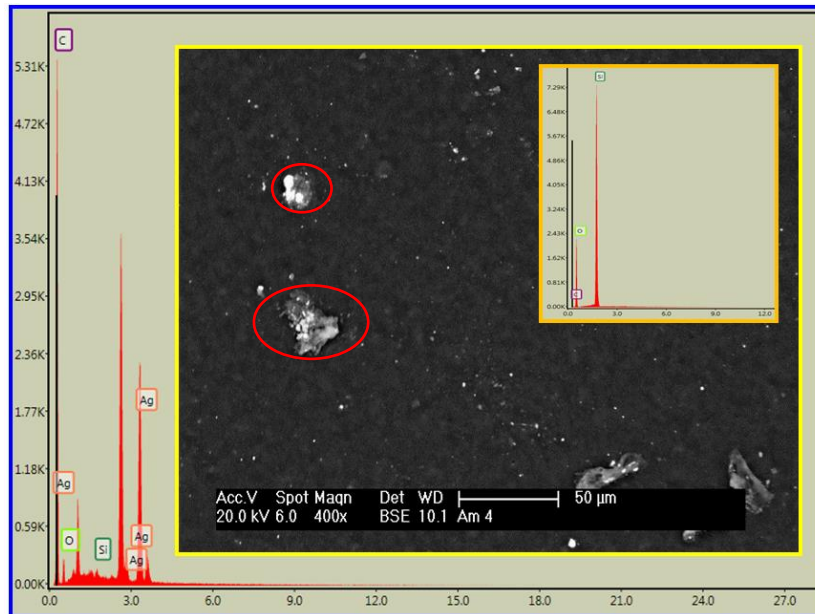 C
5.31K
4.72K
4.13K
3.54K
2.95K
2.36K
1.77K
1.18K
0.59K
0.00K
Ag
Ag
O
Si
Ag
Ag
0.0 3.0 6.0 9.0 12.0 15.0 18.0 21.0 24.0 27.0
Si
7.29K
6.48K
5.67K
4.86K
4.05K
3.24K
2.43K
1.62K
0.81K
0.00K
O
C
0.0 3.0 6.0 9.0 12.0
Acc.V Spot Magn Det WD 50 µm
20.0 kV 6.0 400x BSE 10.1 Am 4